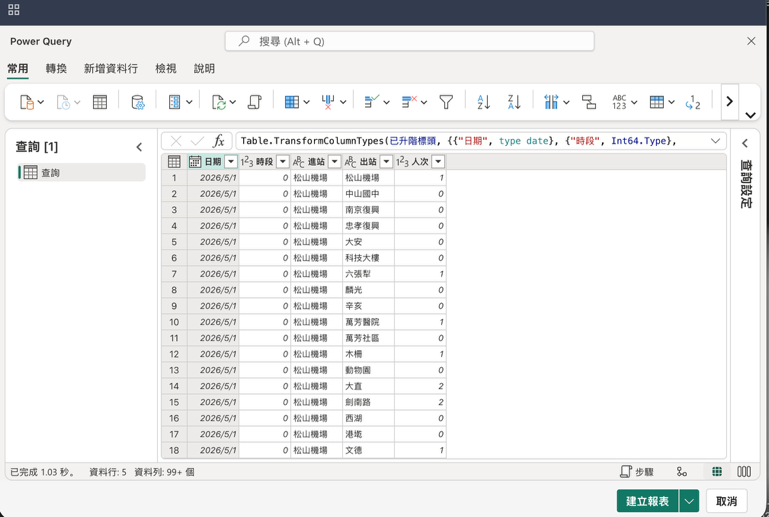 Power Query
搜尋 (Alt + Q)
常用 轉換 新增資料行 檢視 說明
查詢 [1]
查詢
fx Table.TransformColumnTypes(已升階標頭, {{"日期", type date}, {"時段", Int64.Type},
日期 時段 進站 出站 人次
1 2026/5/1 0 松山機場 松山機場 1
2 2026/5/1 0 松山機場 中山國中 0
3 2026/5/1 0 松山機場 南京復興 0
4 2026/5/1 0 松山機場 忠孝復興 0
5 2026/5/1 0 松山機場 大安 0
6 2026/5/1 0 松山機場 科技大樓 0
7 2026/5/1 0 松山機場 六張犁 1
8 2026/5/1 0 松山機場 麟光 0
9 2026/5/1 0 松山機場 辛亥 0
10 2026/5/1 0 松山機場 萬芳醫院 1
11 2026/5/1 0 松山機場 萬芳社區 0
12 2026/5/1 0 松山機場 木柵 1
13 2026/5/1 0 松山機場 動物園 0
14 2026/5/1 0 松山機場 大直 2
15 2026/5/1 0 松山機場 劍南路 2
16 2026/5/1 0 松山機場 西湖 0
17 2026/5/1 0 松山機場 港墘 0
18 2026/5/1 0 松山機場 文德 1
查詢設定
已完成 1.03 秒。 資料行: 5 資料列: 99+ 個
步驟
建立報表 取消